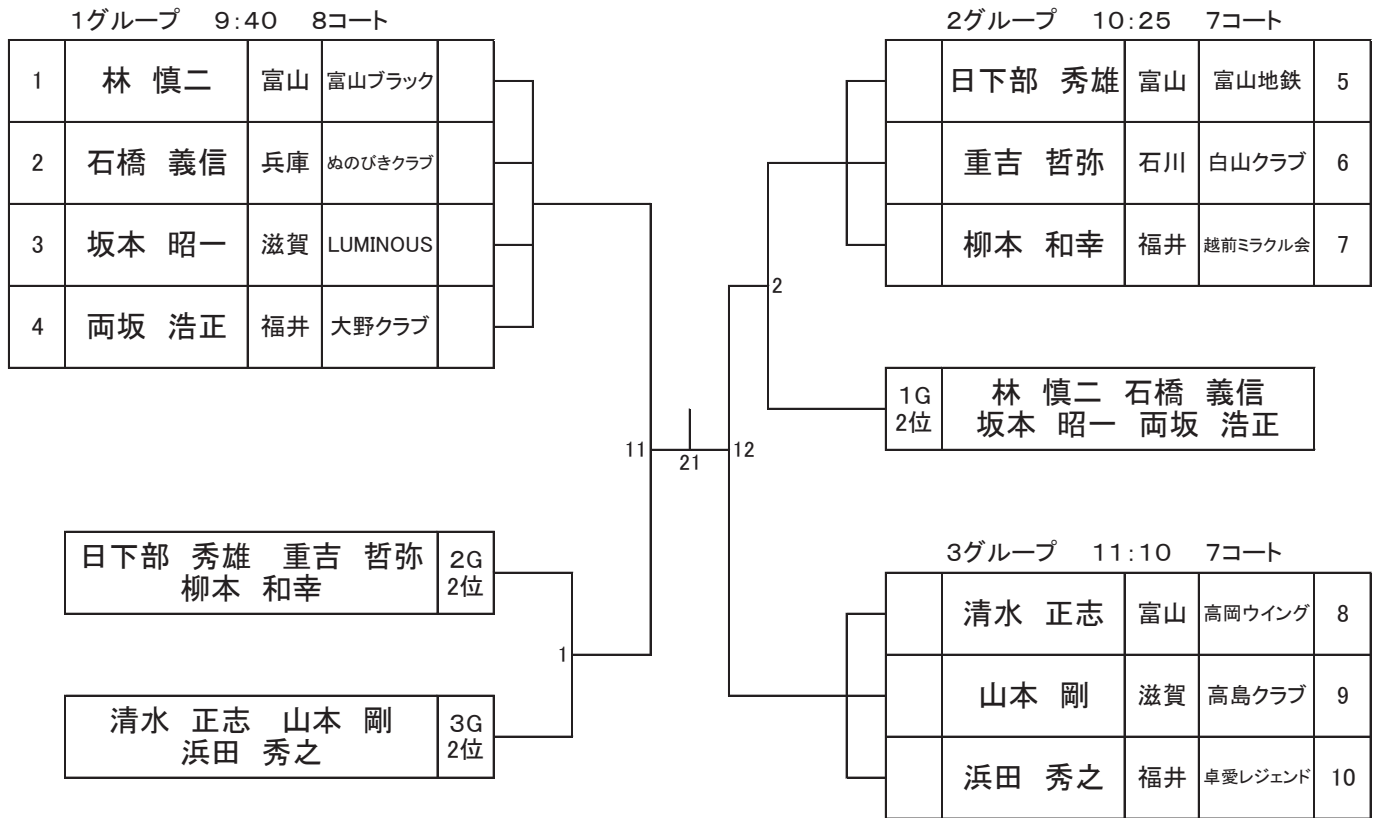 1グループ　9:40　8コート
1 林 慎二 富山 富山ブラック
2 石橋 義信 兵庫 ぬのびきクラブ
3 坂本 昭一 滋賀 LUMINOUS
4 両坂 浩正 福井 大野クラブ
2グループ　10:25　7コート
日下部 秀雄 富山 富山地鉄 5
重吉 哲弥 石川 白山クラブ 6
柳本 和幸 福井 越前ミラクル会 7
2
1G
2位
林 慎二 石橋 義信
坂本 昭一 両坂 浩正
11
21
12
日下部 秀雄 重吉 哲弥
柳本 和幸
2G
2位
1
清水 正志 山本 剛
浜田 秀之
3G
2位
3グループ　11:10　7コート
清水 正志 富山 高岡ウイング 8
山本 剛 滋賀 高島クラブ 9
浜田 秀之 福井 卓愛レジェンド 10